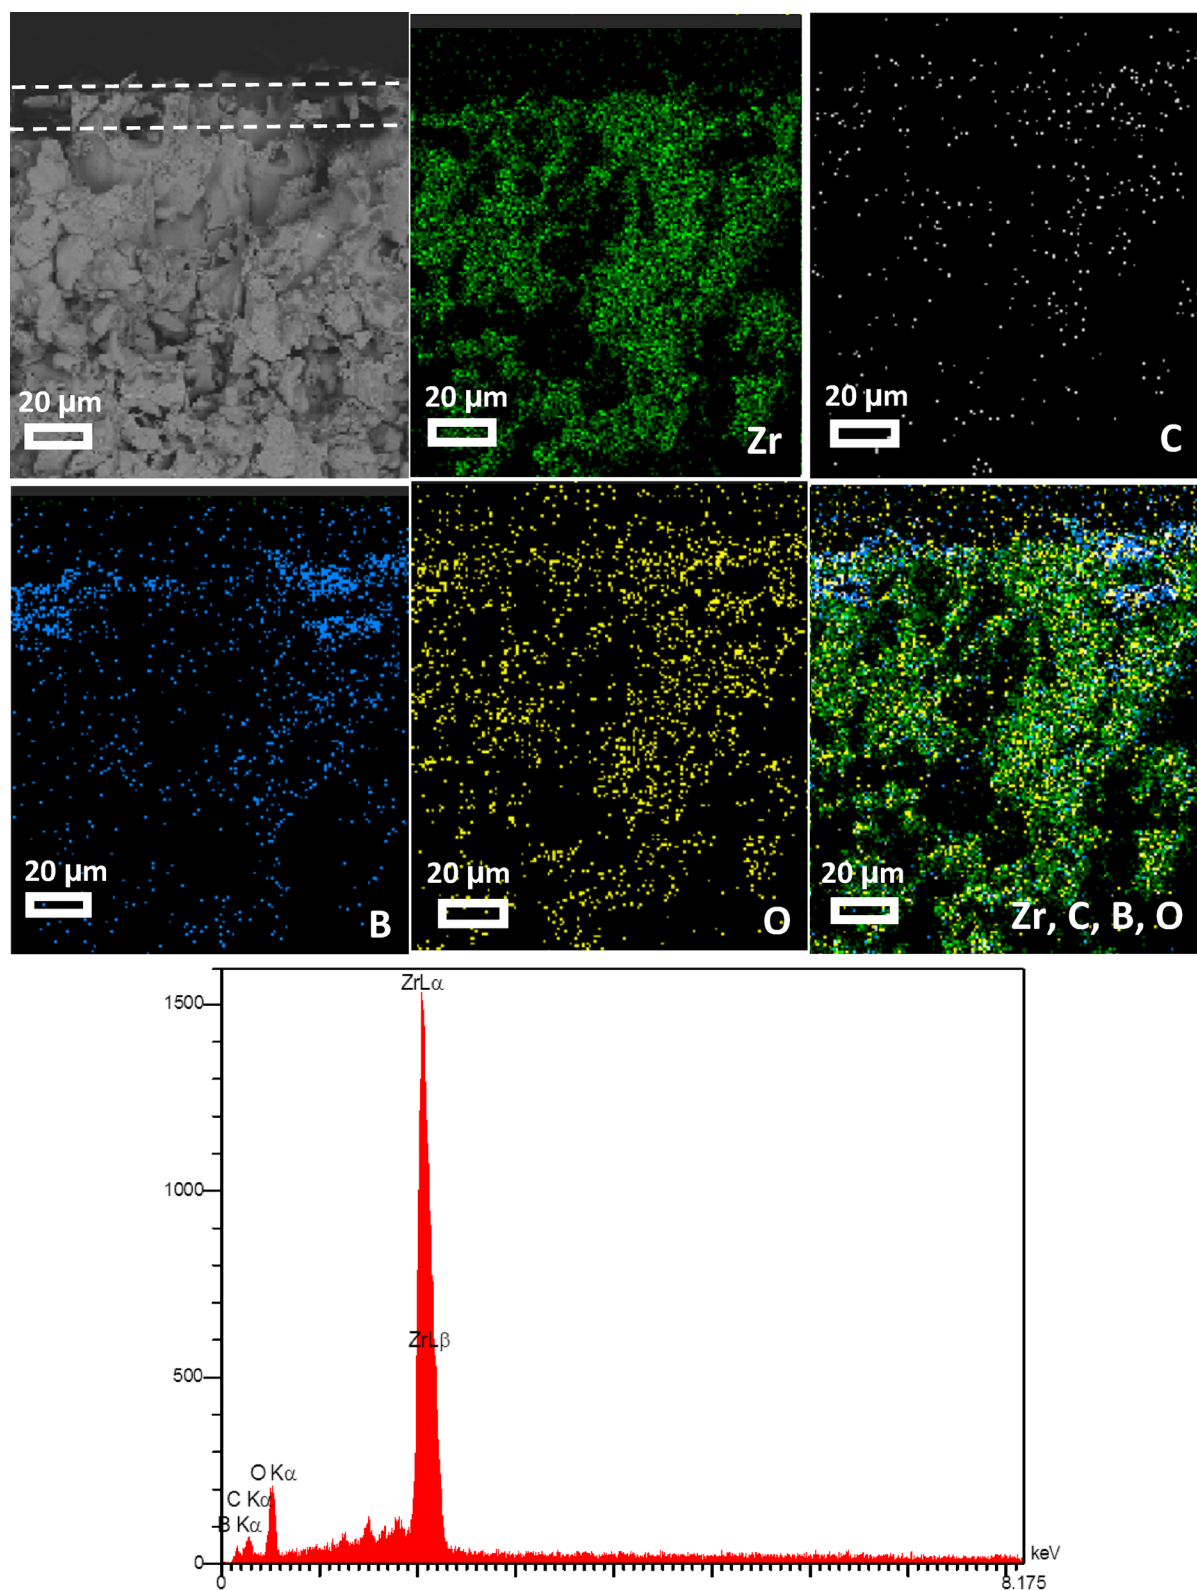 20 µm
20 µm
Zr
20 µm
C
20 µm
B
20 µm
O
20 µm
Zr, C, B, O
ZrLα
1500
1000
ZrLβ
500
O Kα
C Kα
B Kα
0
keV
0
8.175